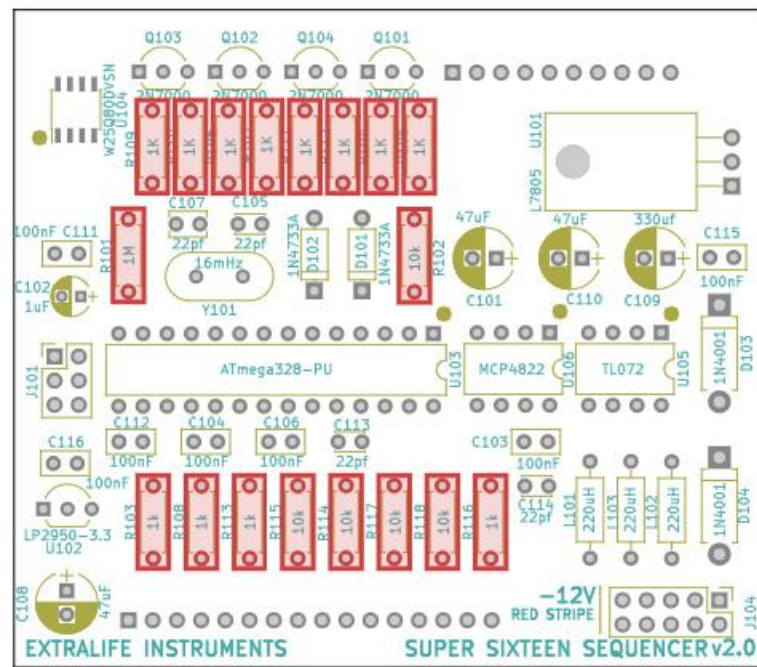 Q103 Q102 Q104 Q101
2N7000 2N7000 2N7000 2N7000
W25Q80DVSN
U104
R109
1K 1K 1K 1K 1K 1K 1K 1K
U101
L7805
C107 C105
22pf 22pf
100nF C111
C102
1uF
R101
1M
16mHz
Y101
1N4733A
D102
D101
1N4733A
10k
R102
47uF 47uF 330uf C115
C101 C110 C109 100nF
1N4001
D103
J101
ATmega328-PU
U103
MCP4822
U106
TL072
U105
C112 C104 C106 C113
100nF 100nF 100nF 22pf
C103
100nF
C116
100nF
C114
22pf
LP2950-3.3
U102
R103 1k
R108 1k
R113 1k
R115 10k
R114 10k
R117 10k
R118 10k
R116 1k
L101 220uH
L103 220uH
L102 220uH
1N4001
D104
C108
47uF
-12V
RED STRIPE
J104
EXTRALIFE INSTRUMENTS
SUPER SIXTEEN SEQUENCER v2.0